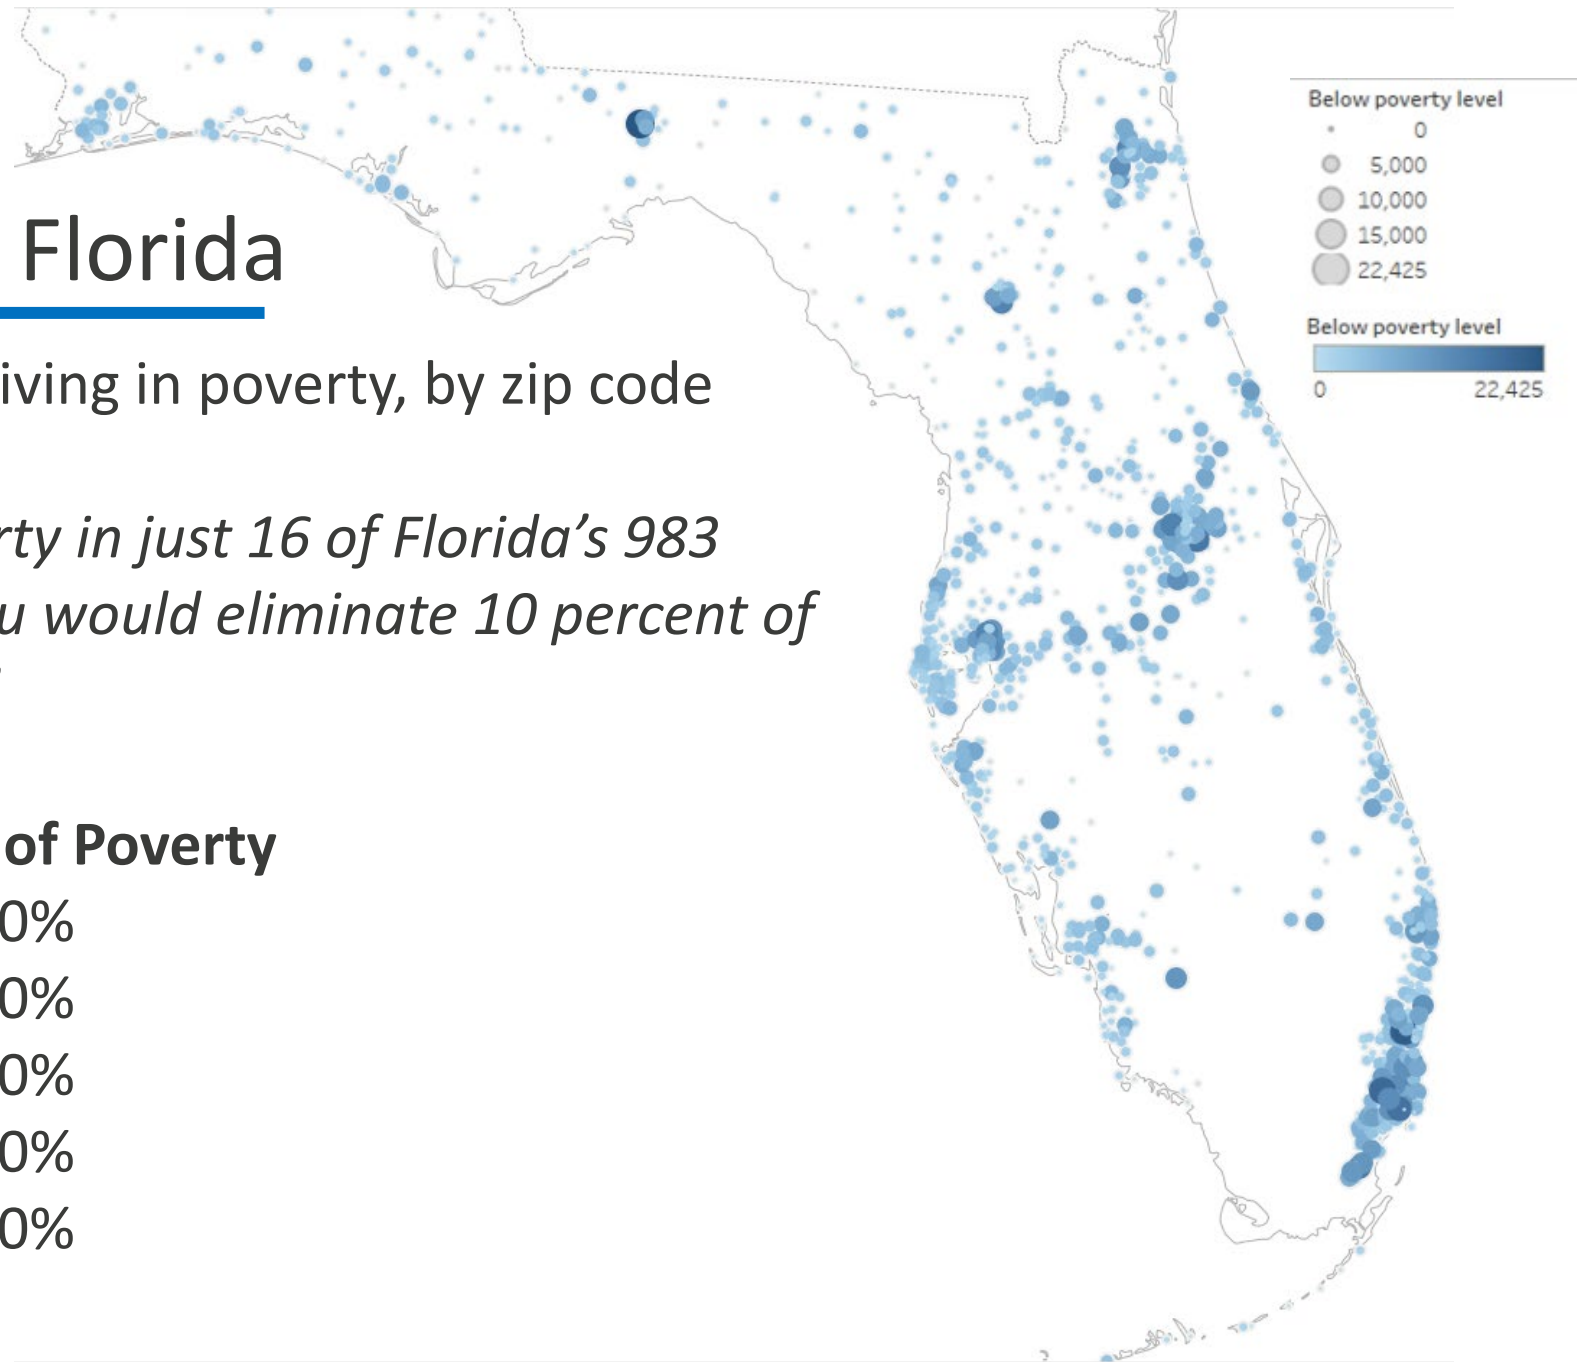 Florida
iving in poverty, by zip code
rty in just 16 of Florida's 983
u would eliminate 10 percent of
of Poverty
0%
0%
0%
0%
0%
Below poverty level
0
5,000
10,000
15,000
22,425
Below poverty level
0 22,425